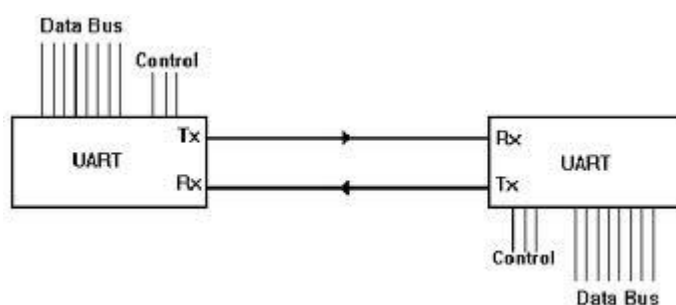 Data Bus
Control
Tx
Rx
UART
UART
Rx
Tx
Control
Data Bus